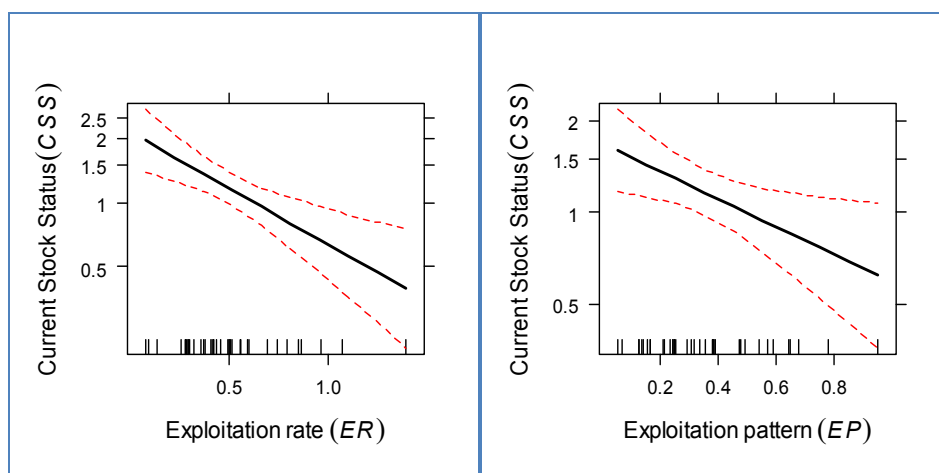 Current Stock Status (CSS)
2.5
2
1.5
1
0.5
0.5 1.0
Exploitation rate (ER)
Current Stock Status (CSS)
2
1.5
1
0.5
0.2 0.4 0.6 0.8
Exploitation pattern (EP)